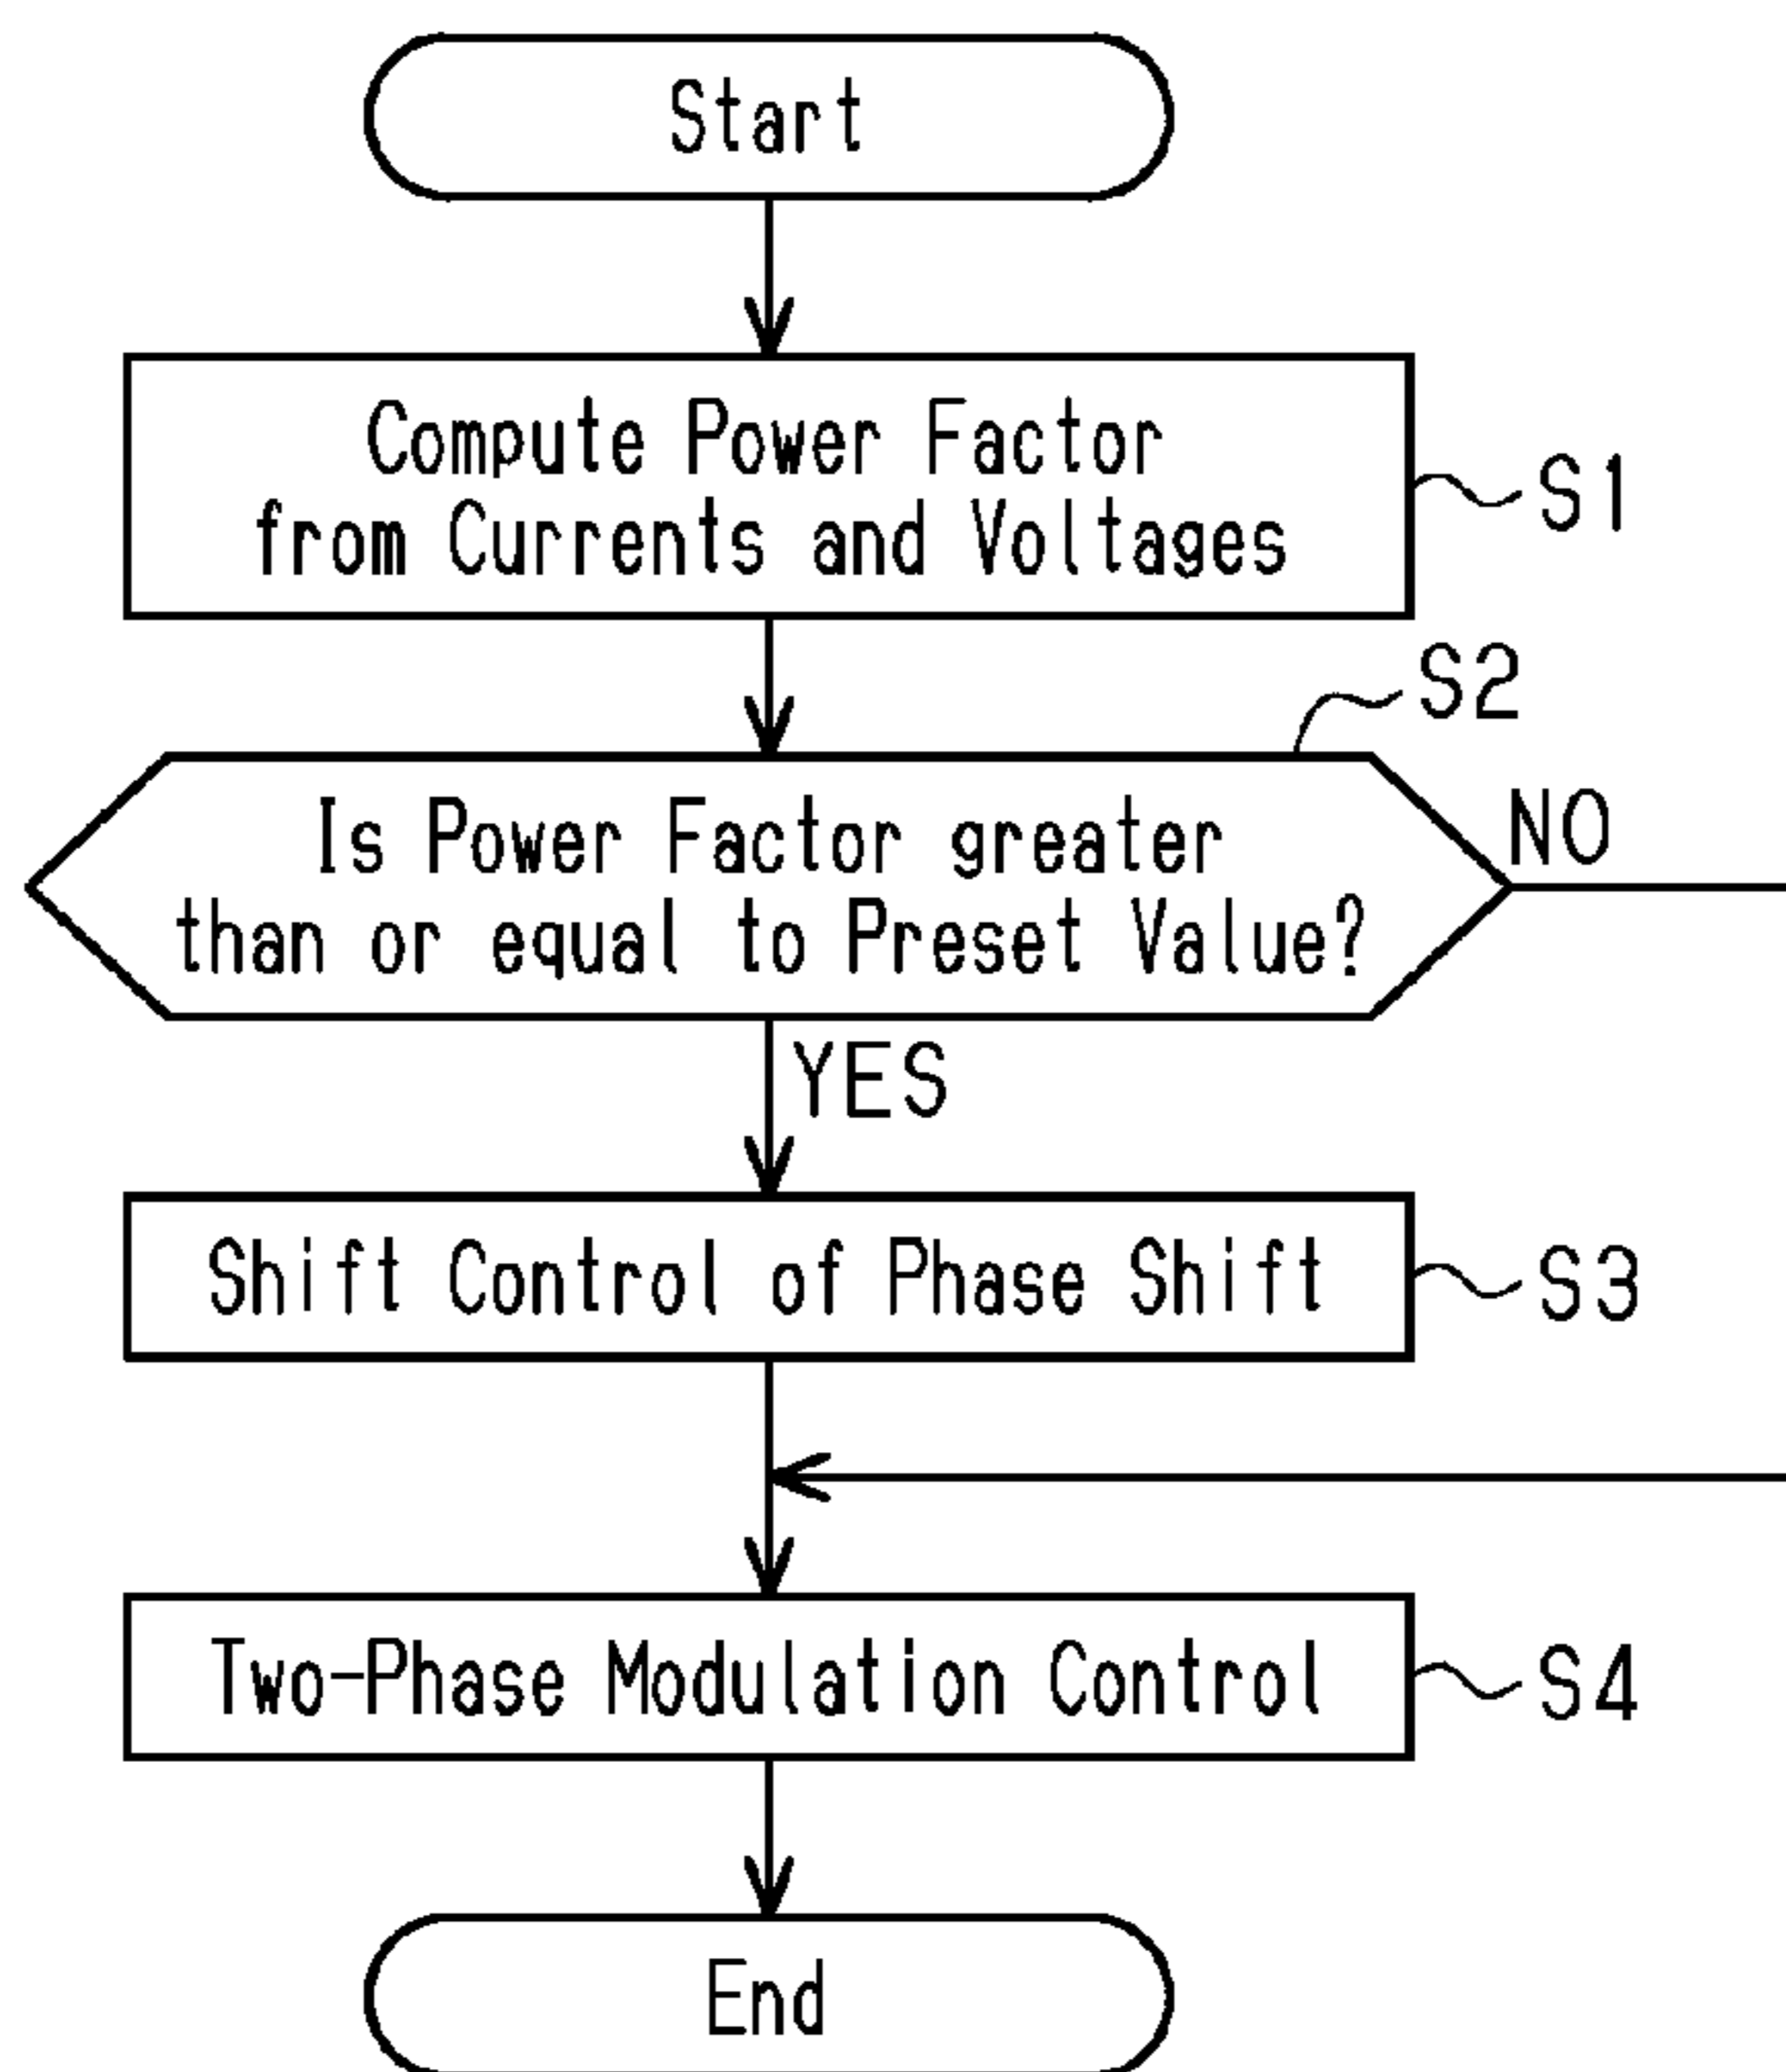 Start
Compute Power Factor
from Currents and Voltages
S1
S2
Is Power Factor greater
than or equal to Preset Value?
NO
YES
Shift Control of Phase Shift
S3
Two-Phase Modulation Control
S4
End